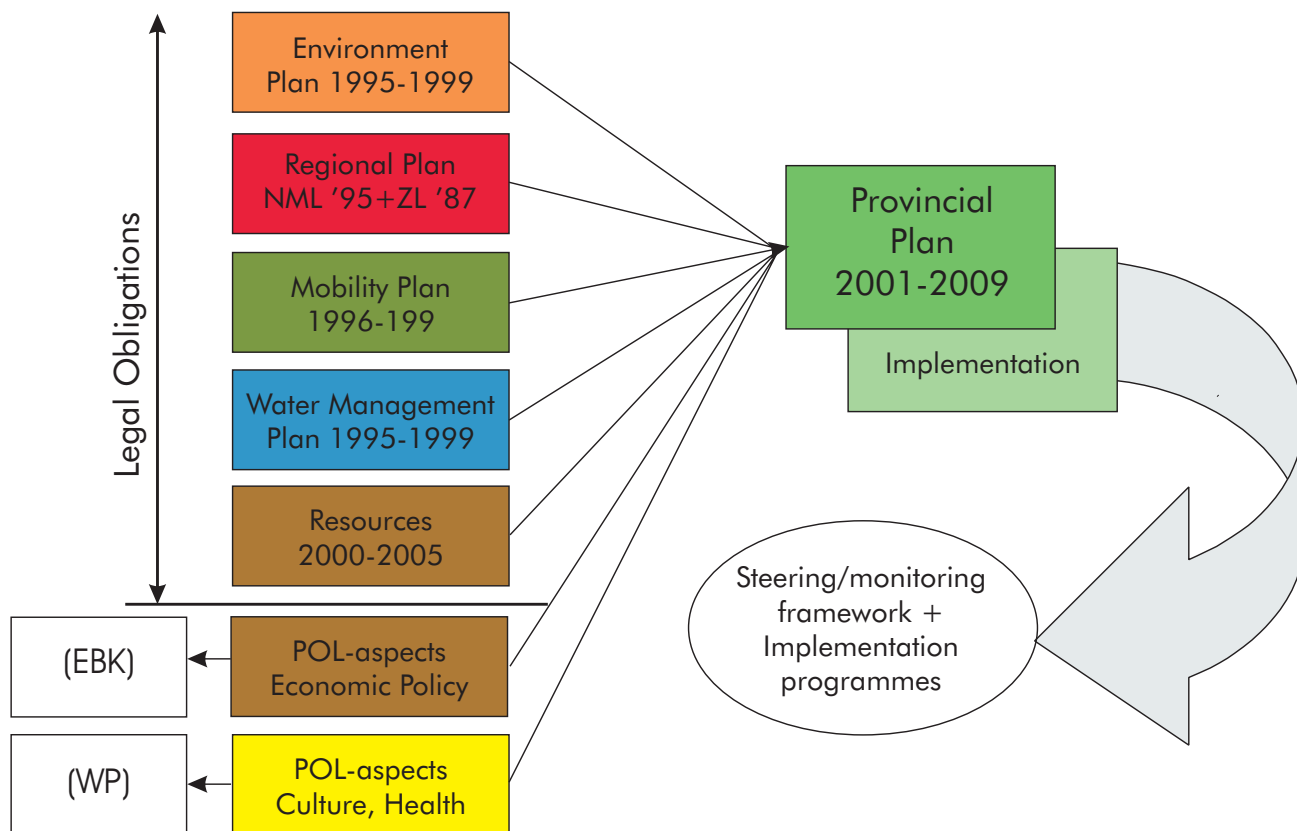 Legal Obligations
Environment
Plan 1995-1999
Regional Plan
NML ’95+ZL ’87
Mobility Plan
1996-199
Water Management
Plan 1995-1999
Resources
2000-2005
(EBK)
POL-aspects
Economic Policy
(WP)
POL-aspects
Culture, Health
Provincial
Plan
2001-2009
Implementation
Steering/monitoring
framework +
Implementation
programmes